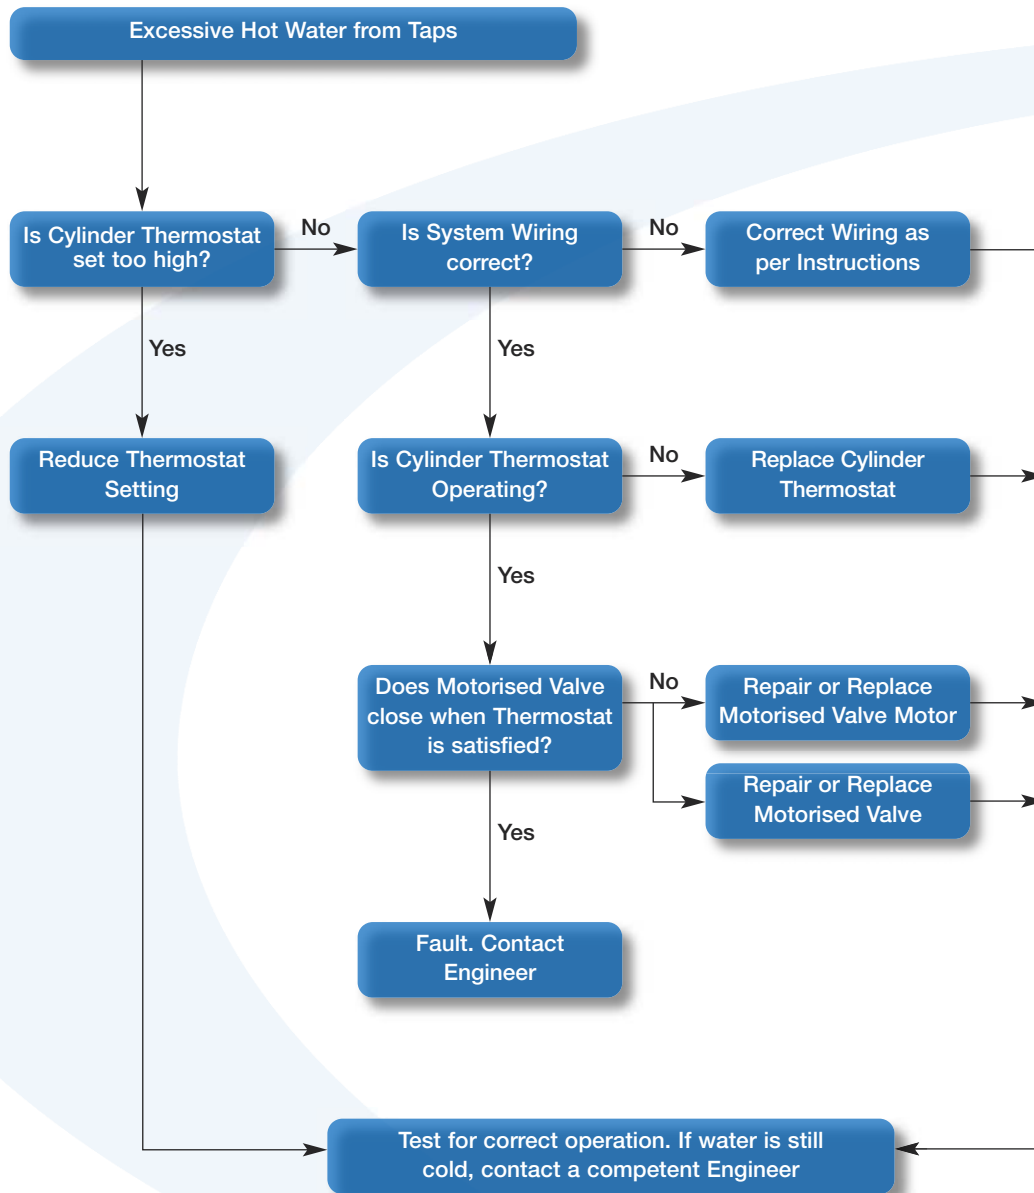 Excessive Hot Water from Taps
Is Cylinder Thermostat
set too high?
No
Is System Wiring
correct?
No
Correct Wiring as
per Instructions
Yes
Yes
Reduce Thermostat
Setting
Is Cylinder Thermostat
Operating?
No
Replace Cylinder
Thermostat
Yes
Does Motorised Valve
close when Thermostat
is satisfied?
No
Repair or Replace
Motorised Valve Motor
Repair or Replace
Motorised Valve
Yes
Fault. Contact
Engineer
Test for correct operation. If water is still
cold, contact a competent Engineer